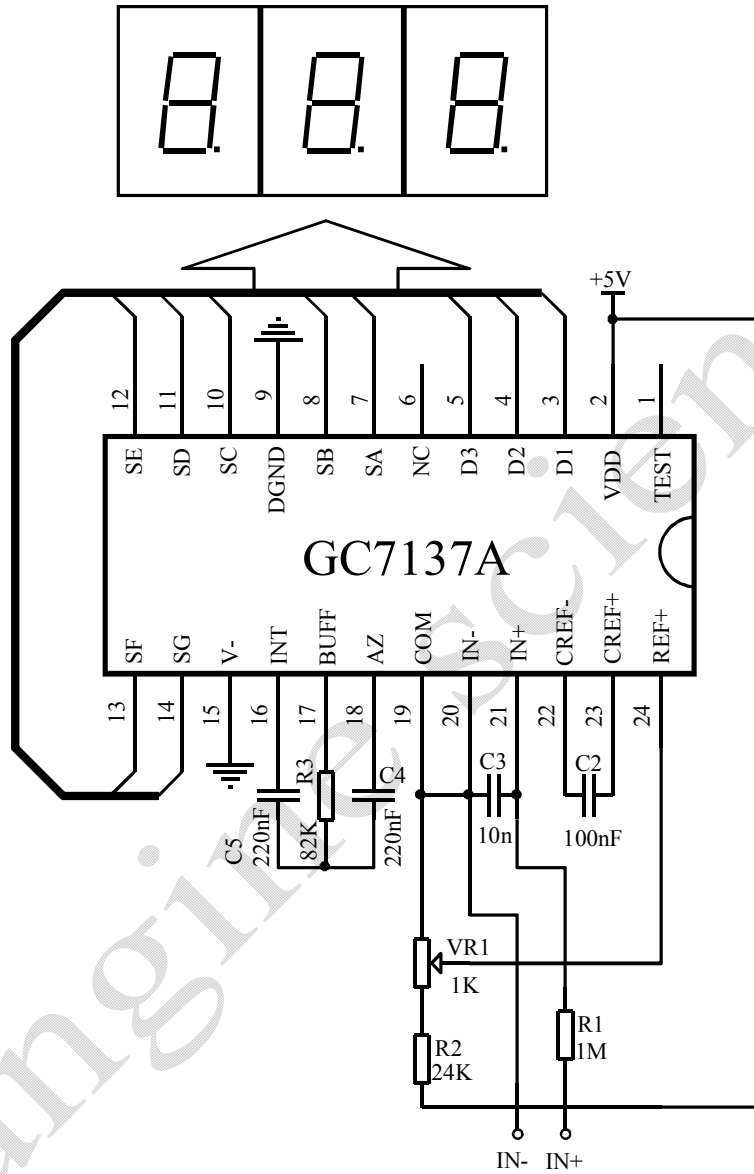 +5V
12 11 10 9 8 7 6 5 4 3 2 1
SE SD SC DGND SB SA NC D3 D2 D1 VDD TEST
GC7137A
SF SG V- INT BUFF AZ COM IN- IN+ CREF- CREF+ REF+
13 14 15 16 17 18 19 20 21 22 23 24
C5 220nF
R3 82K
C4 220nF
C3 10n
C2 100nF
VR1
1K
R1
1M
R2
24K
IN- IN+
angine scien